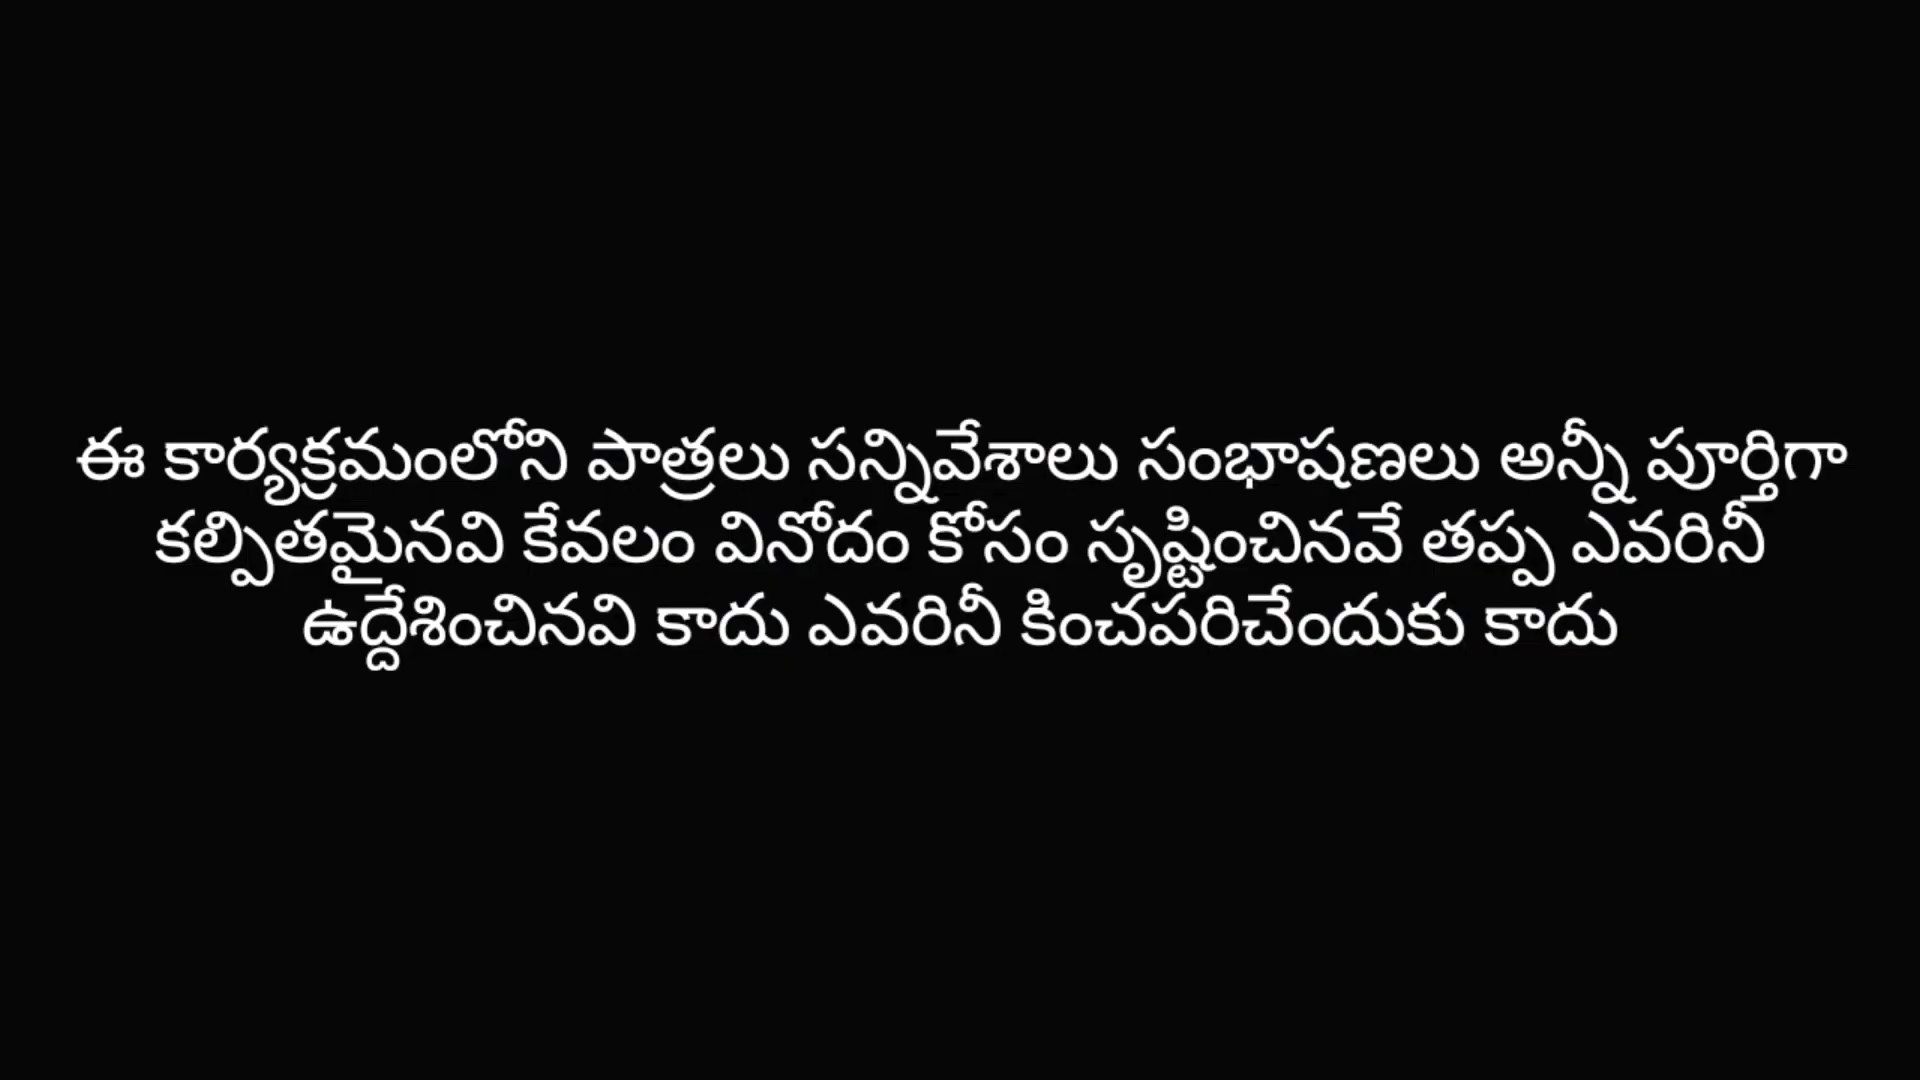 ఈ కార్యక్రమంలోని పాత్రలు సన్నివేశాలు సంభాషణలు అన్నీ పూర్తిగా
కల్పితమైనవి కేవలం వినోదం కోసం సృష్టించినవే తప్ప ఎవరినీ
ఉద్దేశించినవి కాదు ఎవరినీ కించపరిచేందుకు కాదు